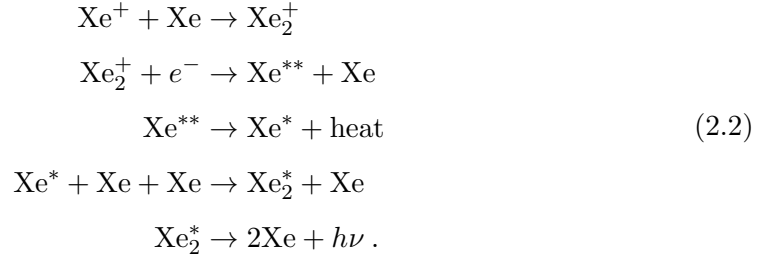 Xe⁺ + Xe → Xe₂⁺
Xe₂⁺ + e⁻ → Xe** + Xe
Xe** → Xe* + heat (2.2)
Xe* + Xe + Xe → Xe₂* + Xe
Xe₂* → 2Xe + hν .